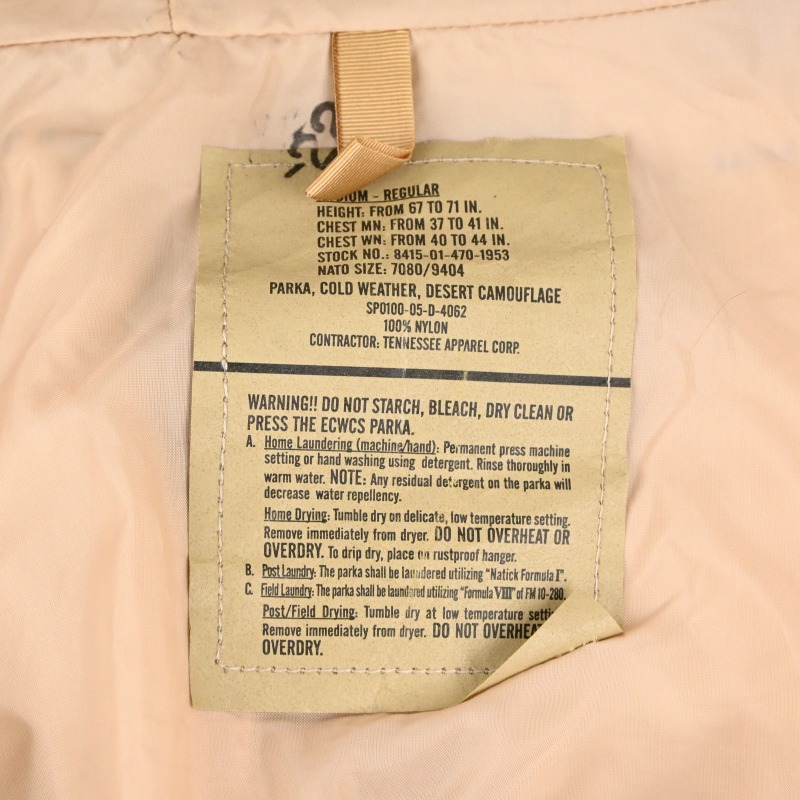 - REGULAR
HEIGHT: FROM 67 TO 71 IN.
CHEST MN: FROM 37 TO 41 IN.
CHEST WN: FROM 40 TO 44 IN.
STOCK NO.: 8415-01-470-1953
NATO SIZE: 7080/9404
PARKA, COLD WEATHER, DESERT CAMOUFLAGE
SP0100-05-D-4062
100% NYLON
CONTRACTOR: TENNESSEE APPAREL CORP.
WARNING!! DO NOT STARCH, BLEACH, DRY CLEAN OR
PRESS THE ECWCS PARKA.
A. Home Laundering (machine/hand): Permanent press machine
setting or hand washing using detergent. Rinse thoroughly in
warm water. NOTE: Any residual detergent on the parka will
decrease water repellency.
Home Drying: Tumble dry on delicate, low temperature setting.
Remove immediately from dryer. DO NOT OVERHEAT OR
OVERDRY. To drip dry, place on rustproof hanger.
B. Post Laundry: The parka shall be laundered utilizing "Natick Formula I".
C. Field Laundry: The parka shall be laundered utilizing "Formula VIII" of FM 10-280.
Post/Field Drying: Tumble dry at low temperature
Remove immediately from dryer. DO NOT
OVERDRY.